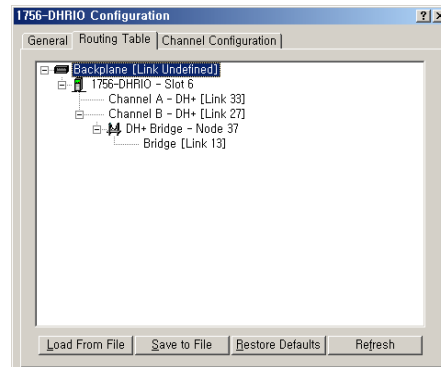 1756-DHRIO Configuration
General Routing Table Channel Configuration
Backplane [Link Undefined]
1756-DHRIO - Slot 6
Channel A - DH+ [Link 33]
Channel B - DH+ [Link 27]
DH+ Bridge - Node 37
Bridge [Link 13]
Load From File Save to File Restore Defaults Refresh